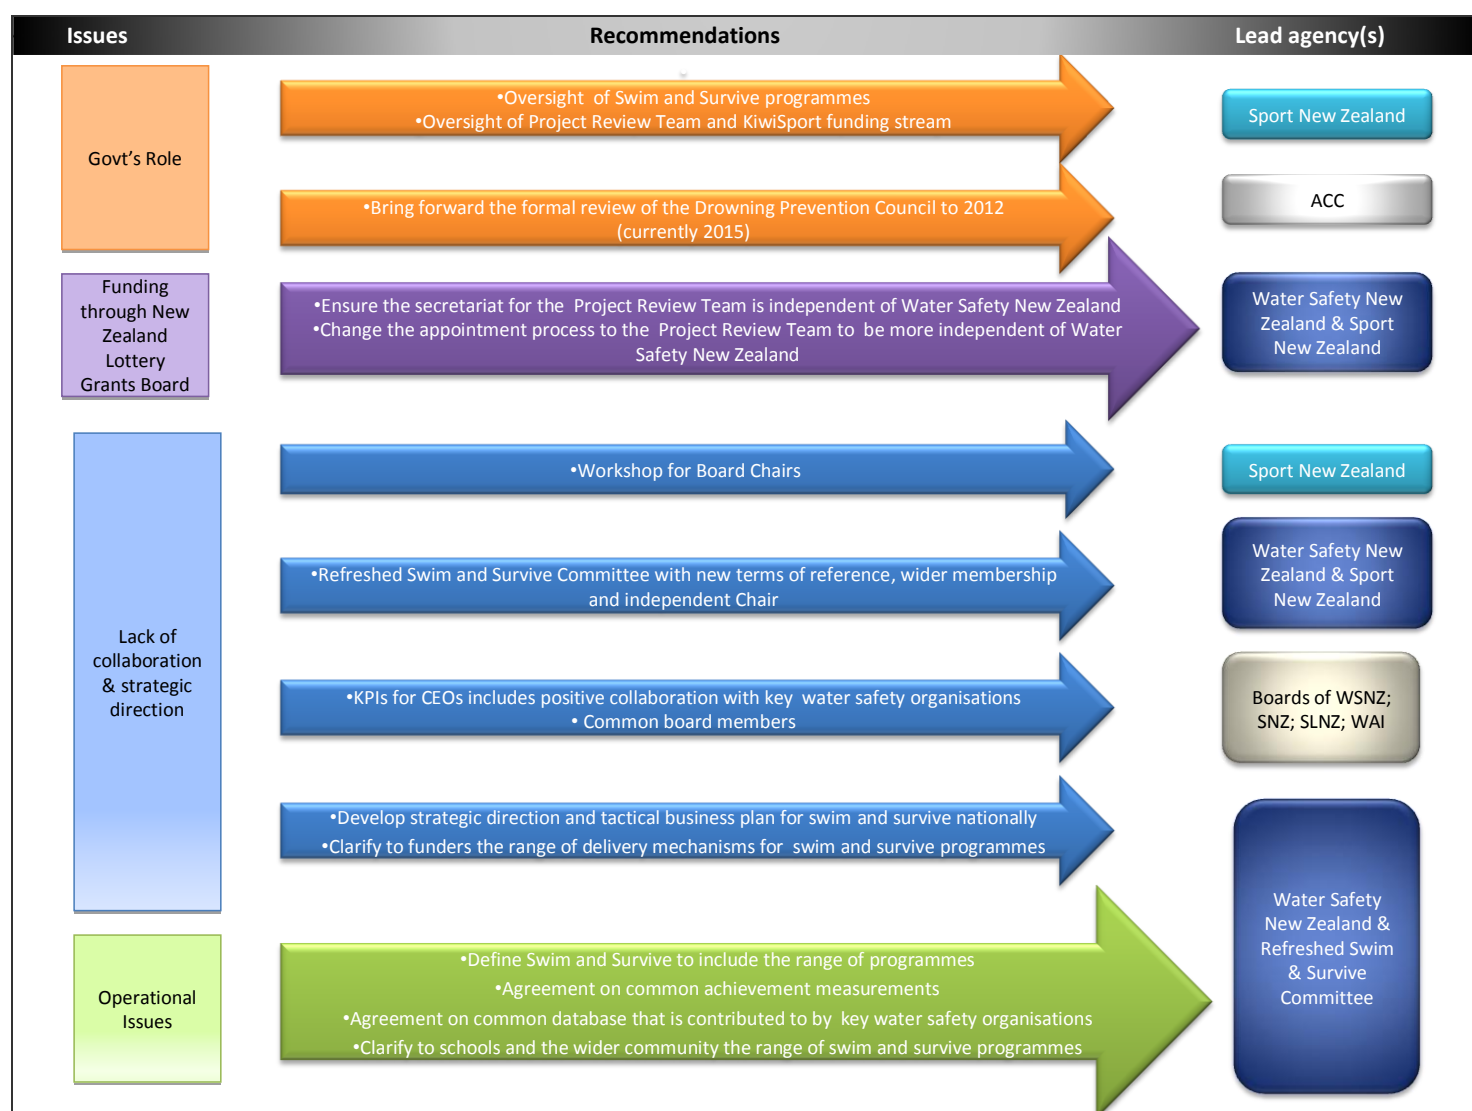 Issues
Recommendations
Lead agency(s)
Govt's Role
•Oversight of Swim and Survive programmes
•Oversight of Project Review Team and KiwiSport funding stream
Sport New Zealand
•Bring forward the formal review of the Drowning Prevention Council to 2012
(currently 2015)
ACC
Funding
through New
Zealand
Lottery
Grants Board
•Ensure the secretariat for the Project Review Team is independent of Water Safety New Zealand
•Change the appointment process to the Project Review Team to be more independent of Water
Safety New Zealand
Water Safety New
Zealand & Sport
New Zealand
Lack of
collaboration
& strategic
direction
•Workshop for Board Chairs
Sport New Zealand
•Refreshed Swim and Survive Committee with new terms of reference, wider membership
and independent Chair
Water Safety New
Zealand & Sport
New Zealand
•KPIs for CEOs includes positive collaboration with key water safety organisations
• Common board members
Boards of WSNZ;
SNZ; SLNZ; WAI
•Develop strategic direction and tactical business plan for swim and survive nationally
•Clarify to funders the range of delivery mechanisms for swim and survive programmes
Operational
Issues
•Define Swim and Survive to include the range of programmes
•Agreement on common achievement measurements
•Agreement on common database that is contributed to by key water safety organisations
•Clarify to schools and the wider community the range of swim and survive programmes
Water Safety
New Zealand &
Refreshed Swim
& Survive
Committee